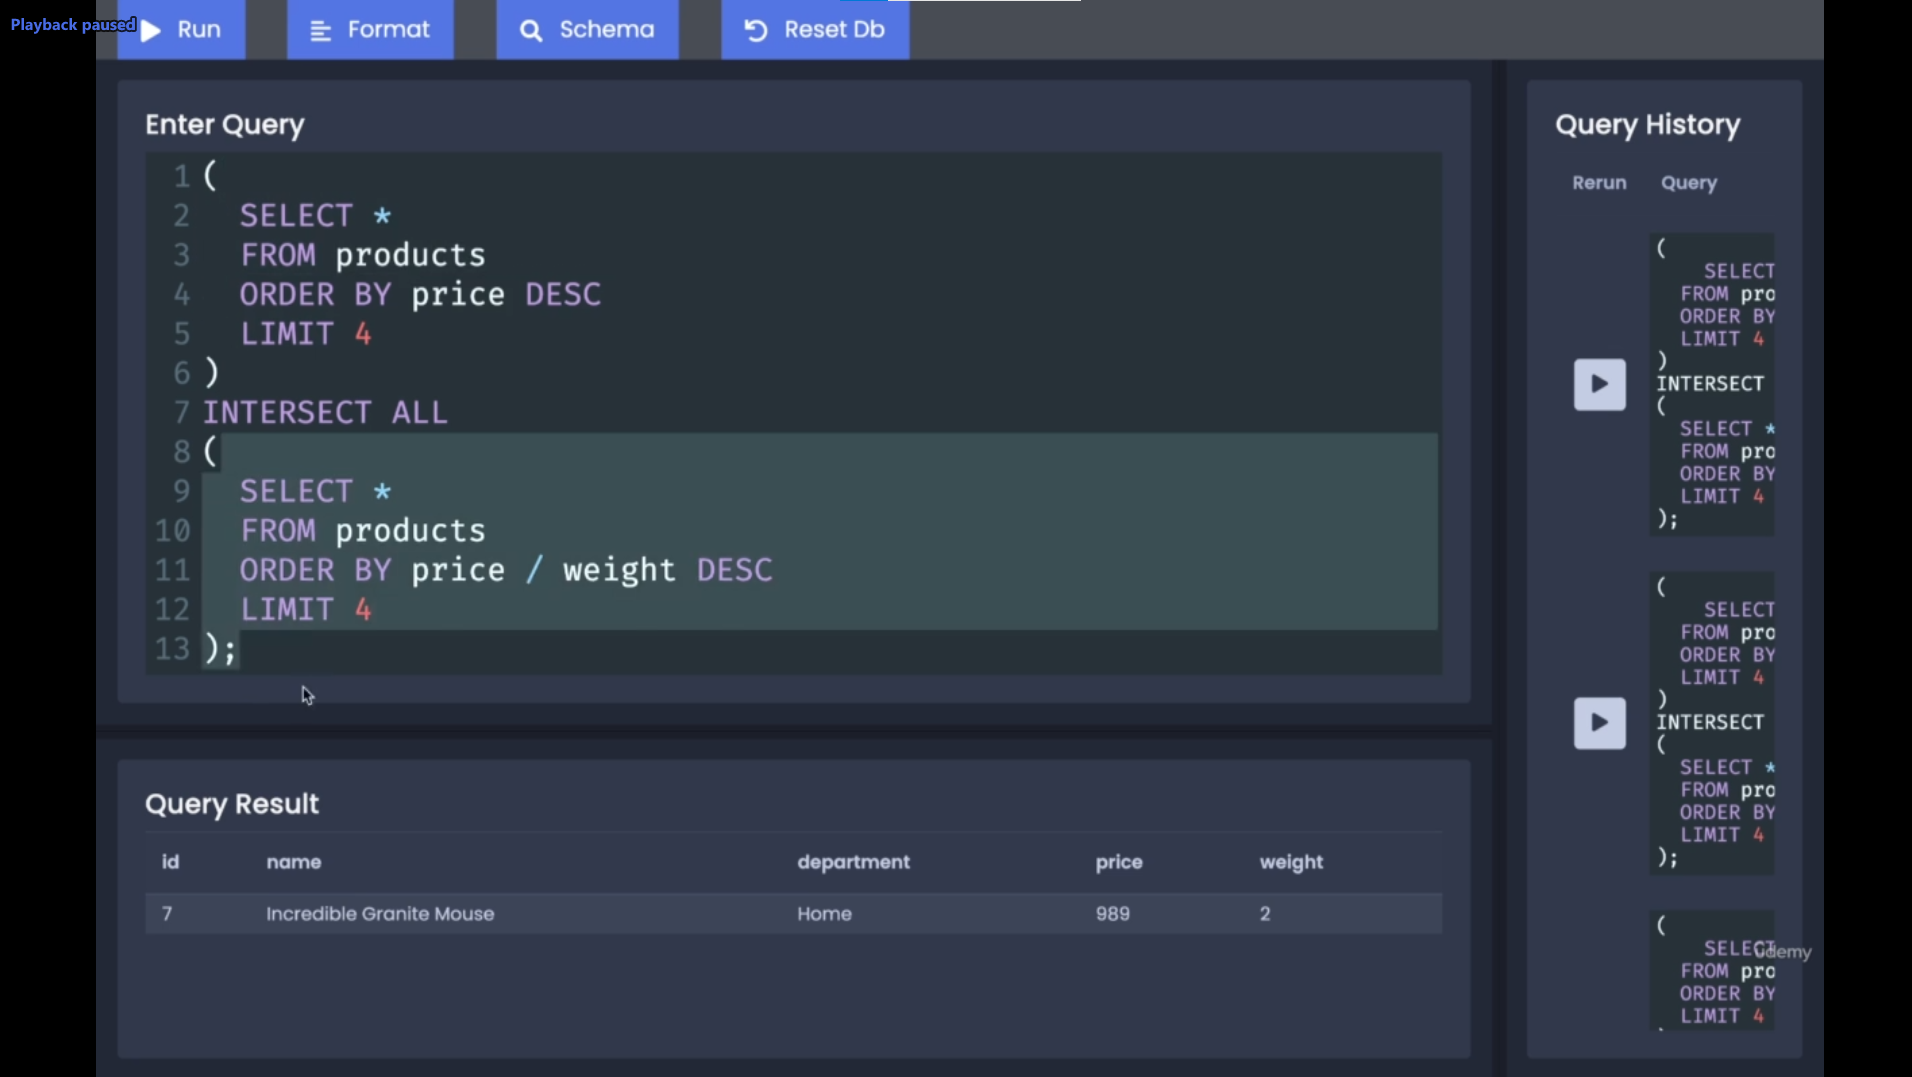 Playback paused
Run
Format
Schema
Reset Db
Enter Query
1 (
2 SELECT *
3 FROM products
4 ORDER BY price DESC
5 LIMIT 4
6 )
7 INTERSECT ALL
8 (
9 SELECT *
10 FROM products
11 ORDER BY price / weight DESC
12 LIMIT 4
13 );
Query Result
id name department price weight
7 Incredible Granite Mouse Home 989 2
Query History
Rerun Query
(
SELECT
FROM pro
ORDER BY
LIMIT 4
)
INTERSECT
(
SELECT *
FROM pro
ORDER BY
LIMIT 4
);
(
SELECT
FROM pro
ORDER BY
LIMIT 4
)
INTERSECT
(
SELECT *
FROM pro
ORDER BY
LIMIT 4
);
(
SELECT
FROM pro
ORDER BY
LIMIT 4
udemy